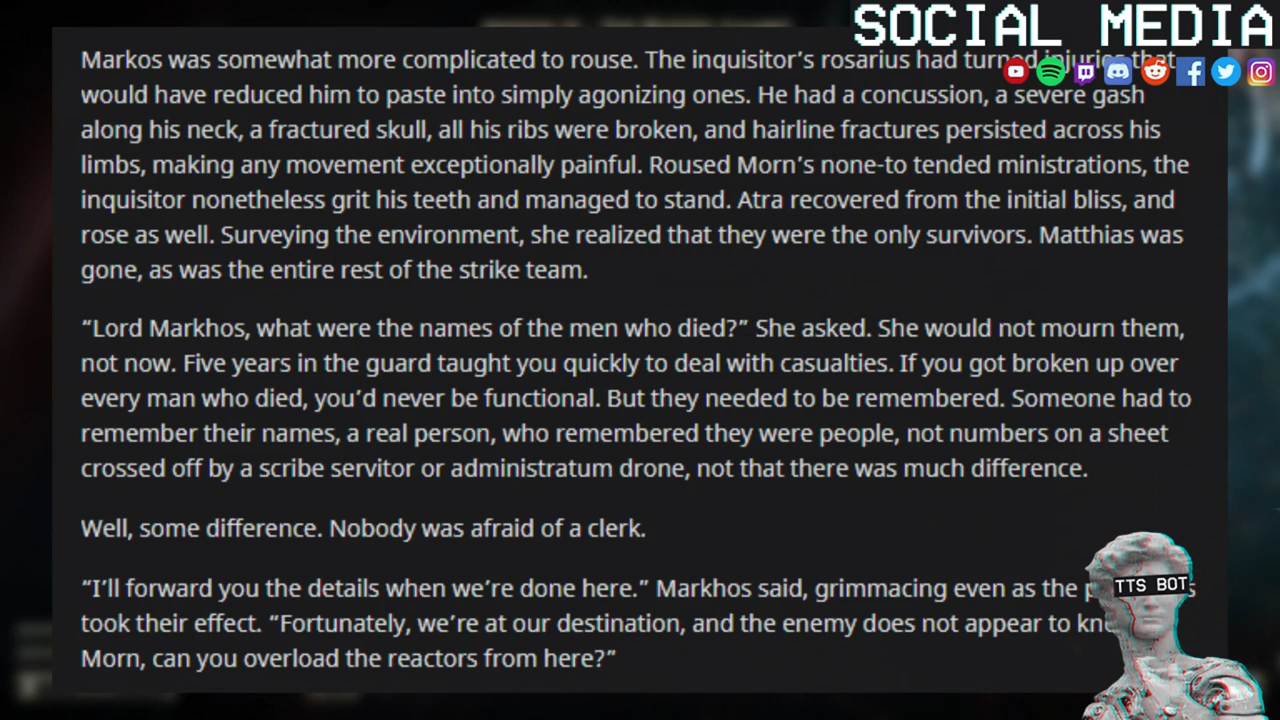 SOCIAL MEDIA
Markos was somewhat more complicated to rouse. The inquisitor’s rosarius had turned injuries that
would have reduced him to paste into simply agonizing ones. He had a concussion, a severe gash
along his neck, a fractured skull, all his ribs were broken, and hairline fractures persisted across his
limbs, making any movement exceptionally painful. Roused Morn’s none-to tended ministrations, the
inquisitor nonetheless grit his teeth and managed to stand. Atra recovered from the initial bliss, and
rose as well. Surveying the environment, she realized that they were the only survivors. Matthias was
gone, as was the entire rest of the strike team.
“Lord Markhos, what were the names of the men who died?” She asked. She would not mourn them,
not now. Five years in the guard taught you quickly to deal with casualties. If you got broken up over
every man who died, you’d never be functional. But they needed to be remembered. Someone had to
remember their names, a real person, who remembered they were people, not numbers on a sheet
crossed off by a scribe servitor or administratum drone, not that there was much difference.
Well, some difference. Nobody was afraid of a clerk.
“I’ll forward you the details when we’re done here.” Markhos said, grimmacing even as the
took their effect. “Fortunately, we’re at our destination, and the enemy does not appear to
Morn, can you overload the reactors from here?”
TTS BOT